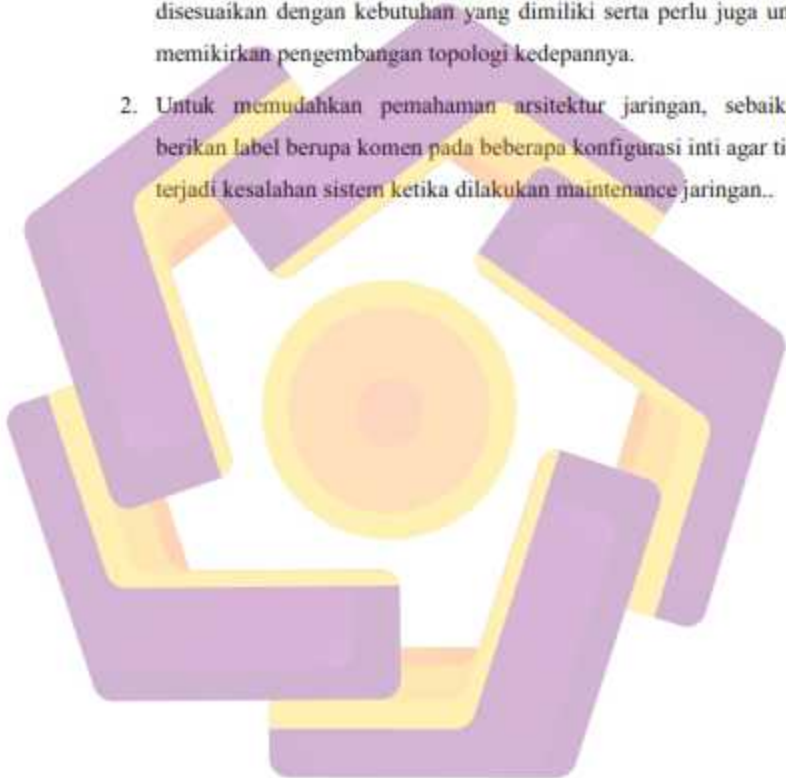 disesuaikan dengan kebutuhan yang dimiliki serta perlu juga
memikirkan pengembangan topologi kedepannya.
2. Untuk memudahkan pemahaman arsitektur jaringan,
berikan label berupa komen pada beberapa konfigurasi inti agar
terjadi kesalahan sistem ketika dilakukan maintenance jaringan..